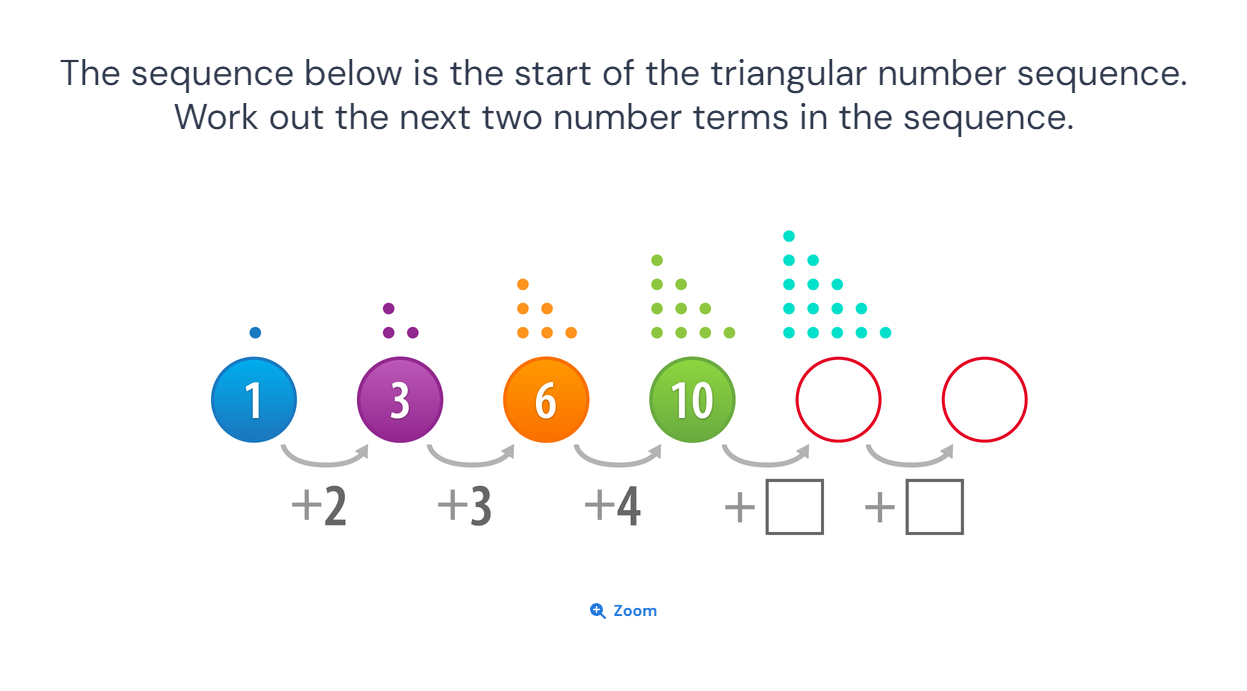 The sequence below is the start of the triangular number sequence.
Work out the next two number terms in the sequence.
1 3 6 10
+2 +3 +4 + +
Zoom